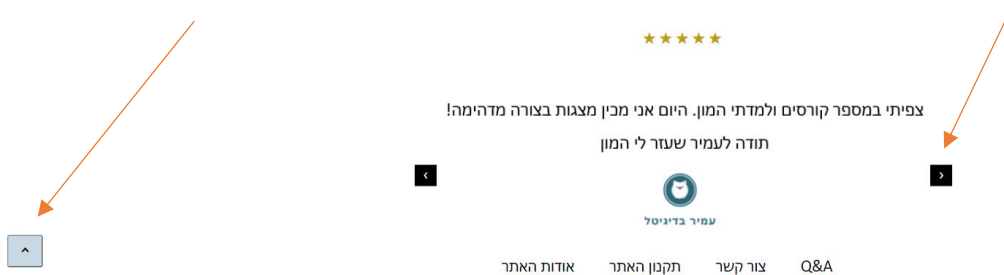 צפיתי במספר קורסים ולמדתי המון. היום אני מכין מצגות בצורה מדהימה!
תודה לעמיר שעזר לי המון
עמיר בדיגיטל
Q&A צור קשר תקנון האתר אודות האתר